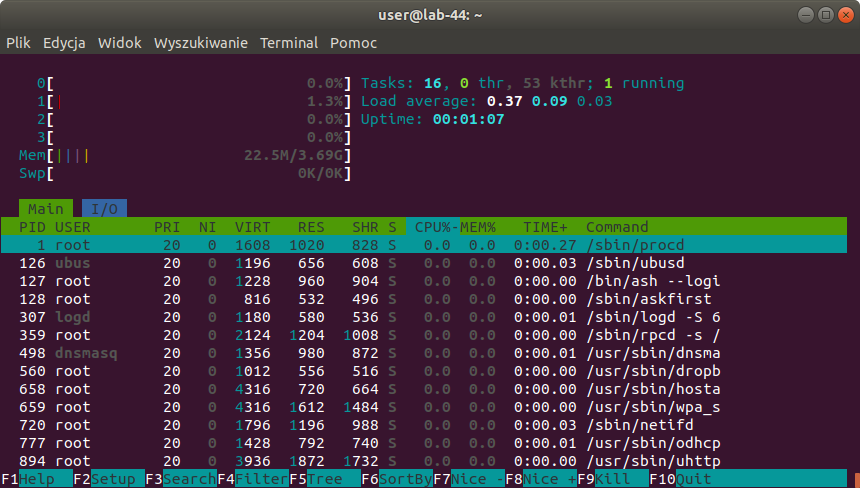 user@lab-44: ~
Plik Edycja Widok Wyszukiwanie Terminal Pomoc
0[ 0.0%] Tasks: 16, 0 thr, 53 kthr; 1 running
1[| 1.3%] Load average: 0.37 0.09 0.03
2[ 0.0%] Uptime: 00:01:07
3[ 0.0%]
Mem[|||| 22.5M/3.69G]
Swp[ 0K/0K]
Main I/O
PID USER PRI NI VIRT RES SHR S CPU%-MEM% TIME+ Command
1 root 20 0 1608 1020 828 S 0.0 0.0 0:00.27 /sbin/procd
126 ubus 20 0 1196 656 608 S 0.0 0.0 0:00.03 /sbin/ubusd
127 root 20 0 1228 960 904 S 0.0 0.0 0:00.00 /bin/ash --logi
128 root 20 0 816 532 496 S 0.0 0.0 0:00.00 /sbin/askfirst
307 logd 20 0 1180 580 536 S 0.0 0.0 0:00.01 /sbin/logd -S 6
359 root 20 0 2124 1204 1008 S 0.0 0.0 0:00.00 /sbin/rpcd -s /
498 dnsmasq 20 0 1356 980 872 S 0.0 0.0 0:00.01 /usr/sbin/dnsma
560 root 20 0 1012 556 516 S 0.0 0.0 0:00.00 /usr/sbin/dropb
658 root 20 0 4316 720 664 S 0.0 0.0 0:00.00 /usr/sbin/hosta
659 root 20 0 4316 1612 1484 S 0.0 0.0 0:00.00 /usr/sbin/wpa_s
720 root 20 0 1796 1196 988 S 0.0 0.0 0:00.03 /sbin/netifd
777 root 20 0 1428 792 740 S 0.0 0.0 0:00.01 /usr/sbin/odhcp
894 root 20 0 3936 1872 1732 S 0.0 0.0 0:00.00 /usr/sbin/uhttp
F1Help F2Setup F3SearchF4FilterF5Tree F6SortByF7Nice -F8Nice +F9Kill F10Quit